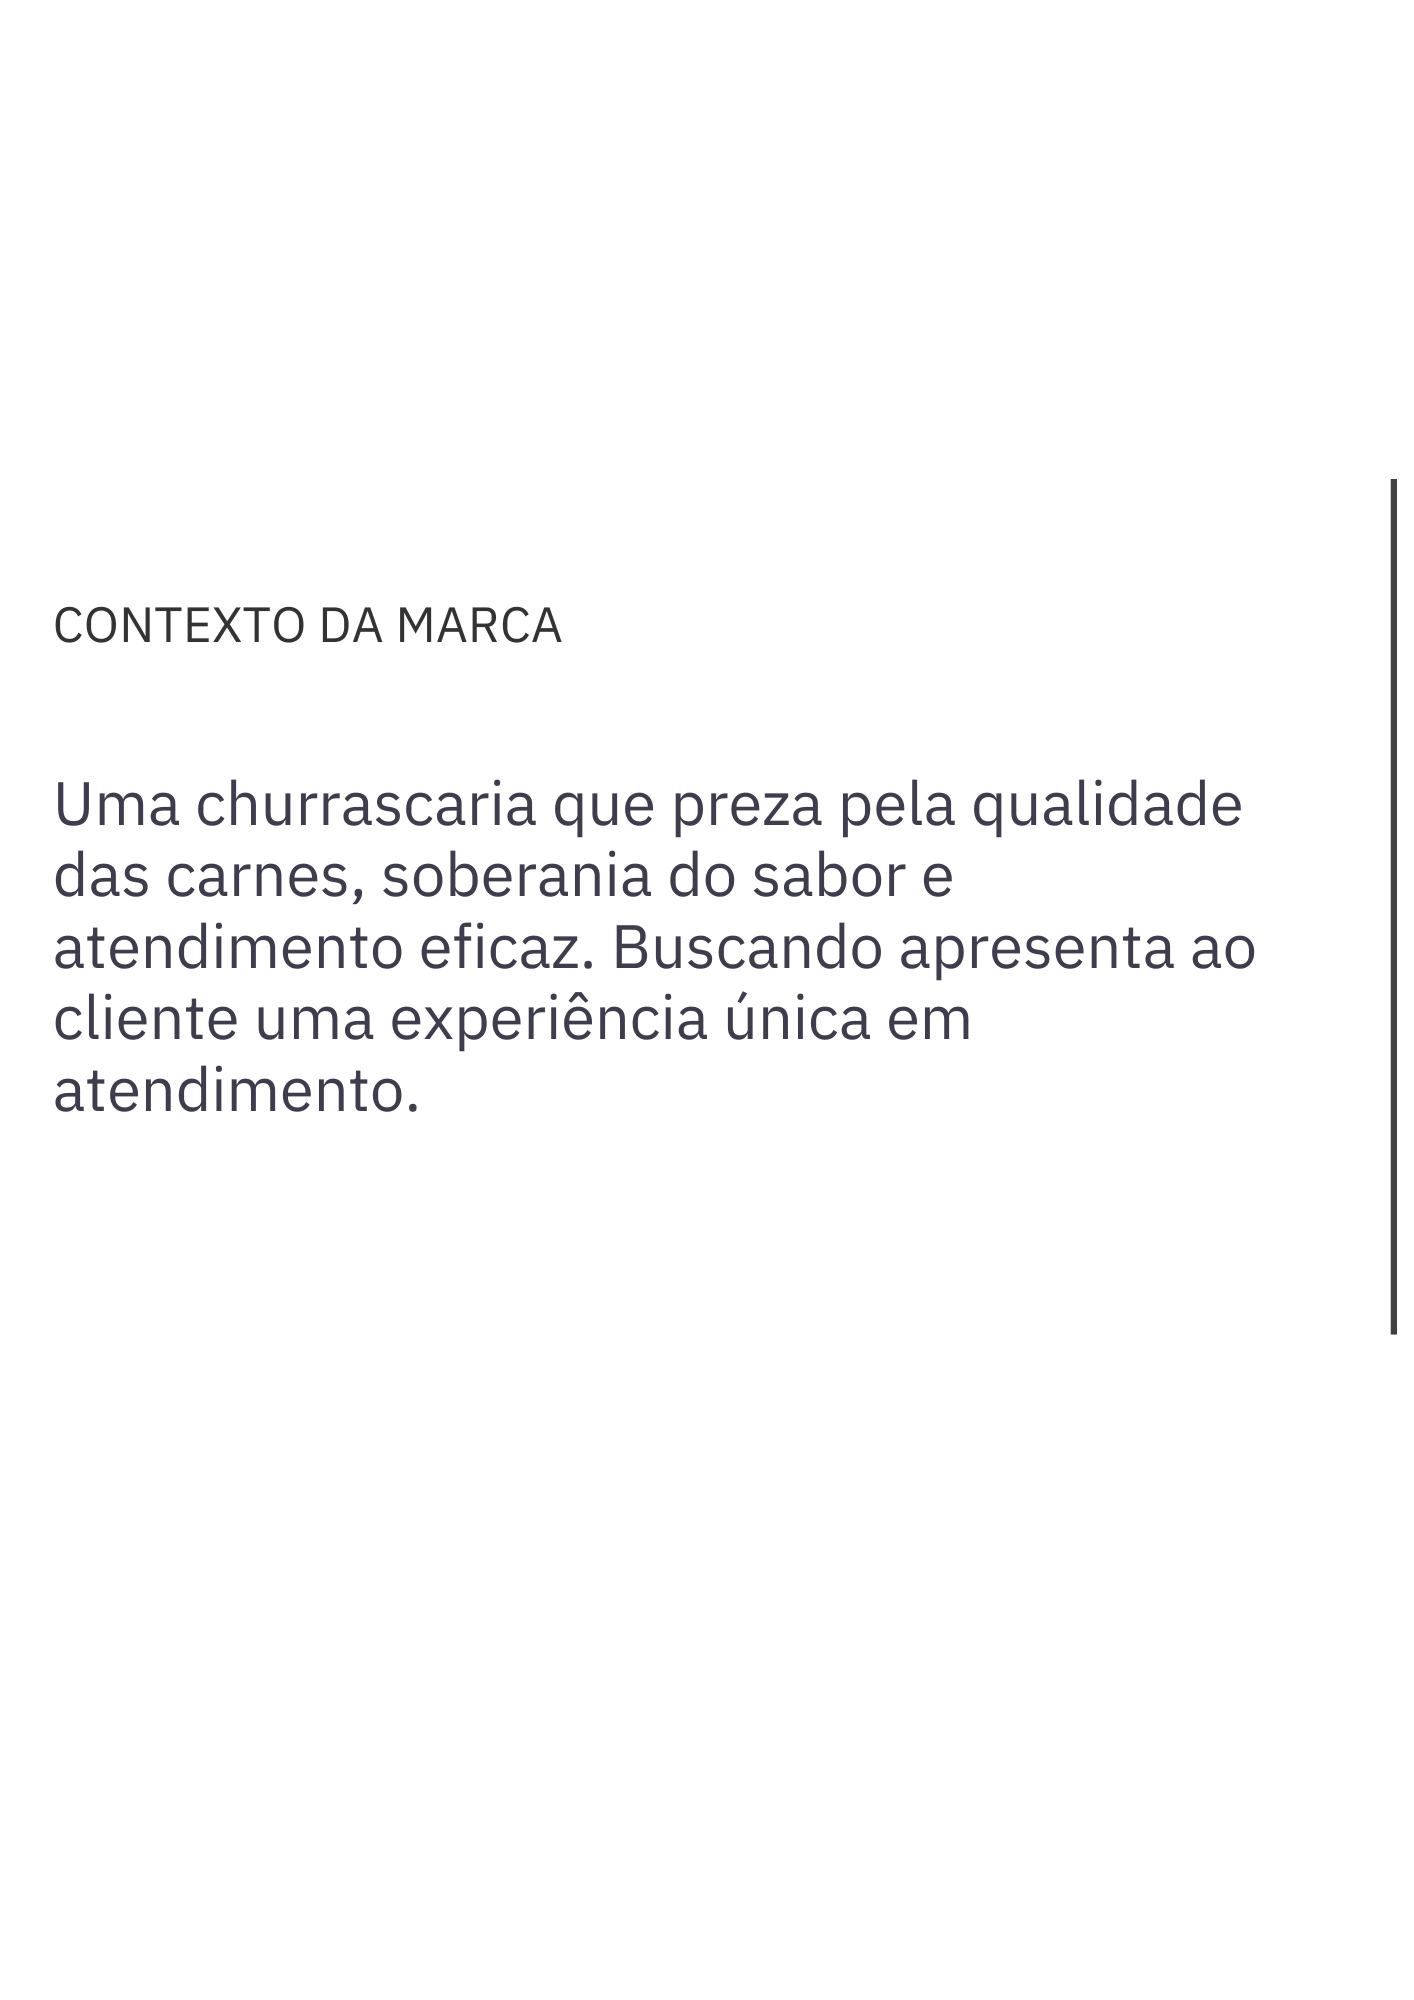 CONTEXTO DA MARCA
Uma churrascaria que preza pela qualidade
das carnes, soberania do sabor e
atendimento eficaz. Buscando apresenta ao
cliente uma experiência única em
atendimento.